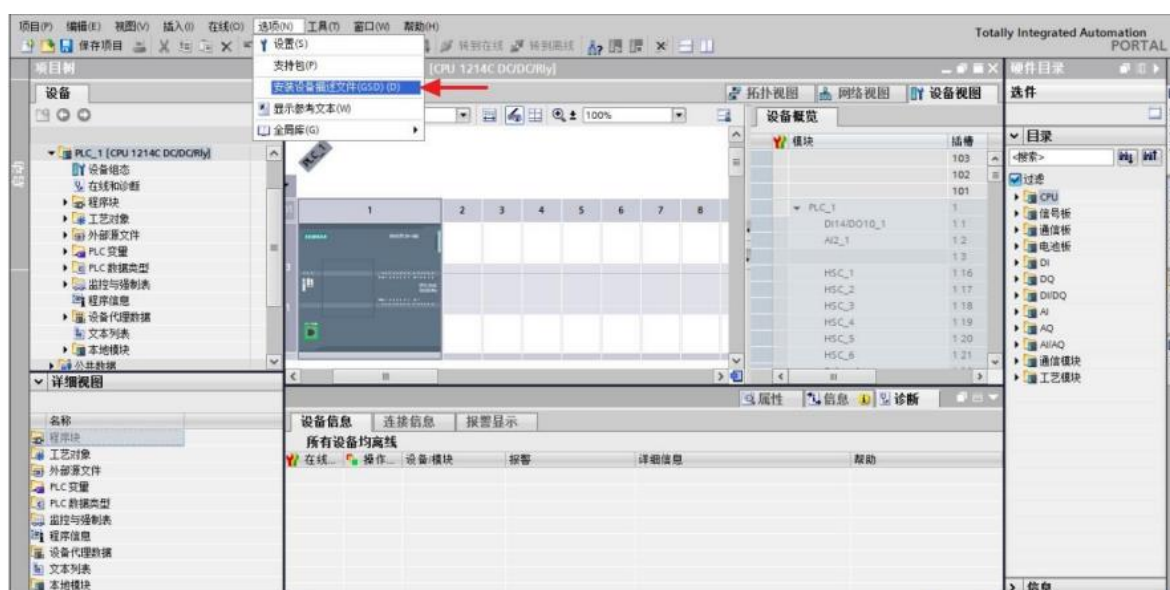 项目(P) 编辑(E) 视图(V) 插入(I) 在线(O) 选项(N) 工具(T) 窗口(W) 帮助(H)
Totally Integrated Automation
PORTAL
保存项目 转到在线 转到离线
设置(S)
支持包(P)
安装设备描述文件(GSD) (D)
显示参考文本(W)
全局库(G)
项目树
[CPU 1214C DC/DC/Rly]
硬件目录
设备
拓扑视图 网络视图 设备视图
选件
100%
设备概览
模块 插槽
103
102
101
PLC_1 1
DI14/DO10_1 1 1
AI2_1 1 2
1 3
HSC_1 1 16
HSC_2 1 17
HSC_3 1 18
HSC_4 1 19
HSC_5 1 20
HSC_6 1 21
PLC_1 [CPU 1214C DC/DC/Rly]
设备组态
在线和诊断
程序块
工艺对象
外部源文件
PLC 变量
PLC 数据类型
监控与强制表
程序信息
设备代理数据
文本列表
本地模块
公共数据
PLC_1
1 2 3 4 5 6 7 8
目录
<搜索>
过滤
CPU
信号板
通信板
电池板
DI
DQ
DI/DQ
AI
AQ
AI/AQ
通信模块
工艺模块
详细视图
名称
程序块
工艺对象
外部源文件
PLC 变量
PLC 数据类型
监控与强制表
程序信息
设备代理数据
文本列表
本地模块
属性 信息 诊断
设备信息 连接信息 报警显示
所有设备均离线
在线... 操作... 设备/模块 报警 详细信息 帮助
信息